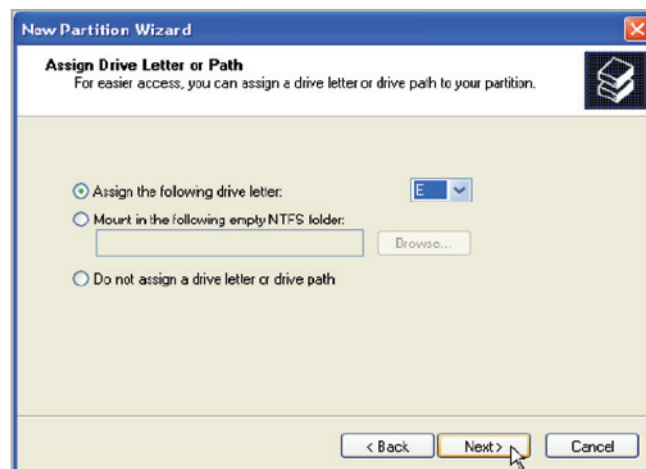 New Partition Wizard
Assign Drive Letter or Path
For easier access, you can assign a drive letter or drive path to your partition.
Assign the following drive letter:
E
Mount in the following empty NTFS folder:
Browse...
Do not assign a drive letter or drive path
< Back
Next >
Cancel